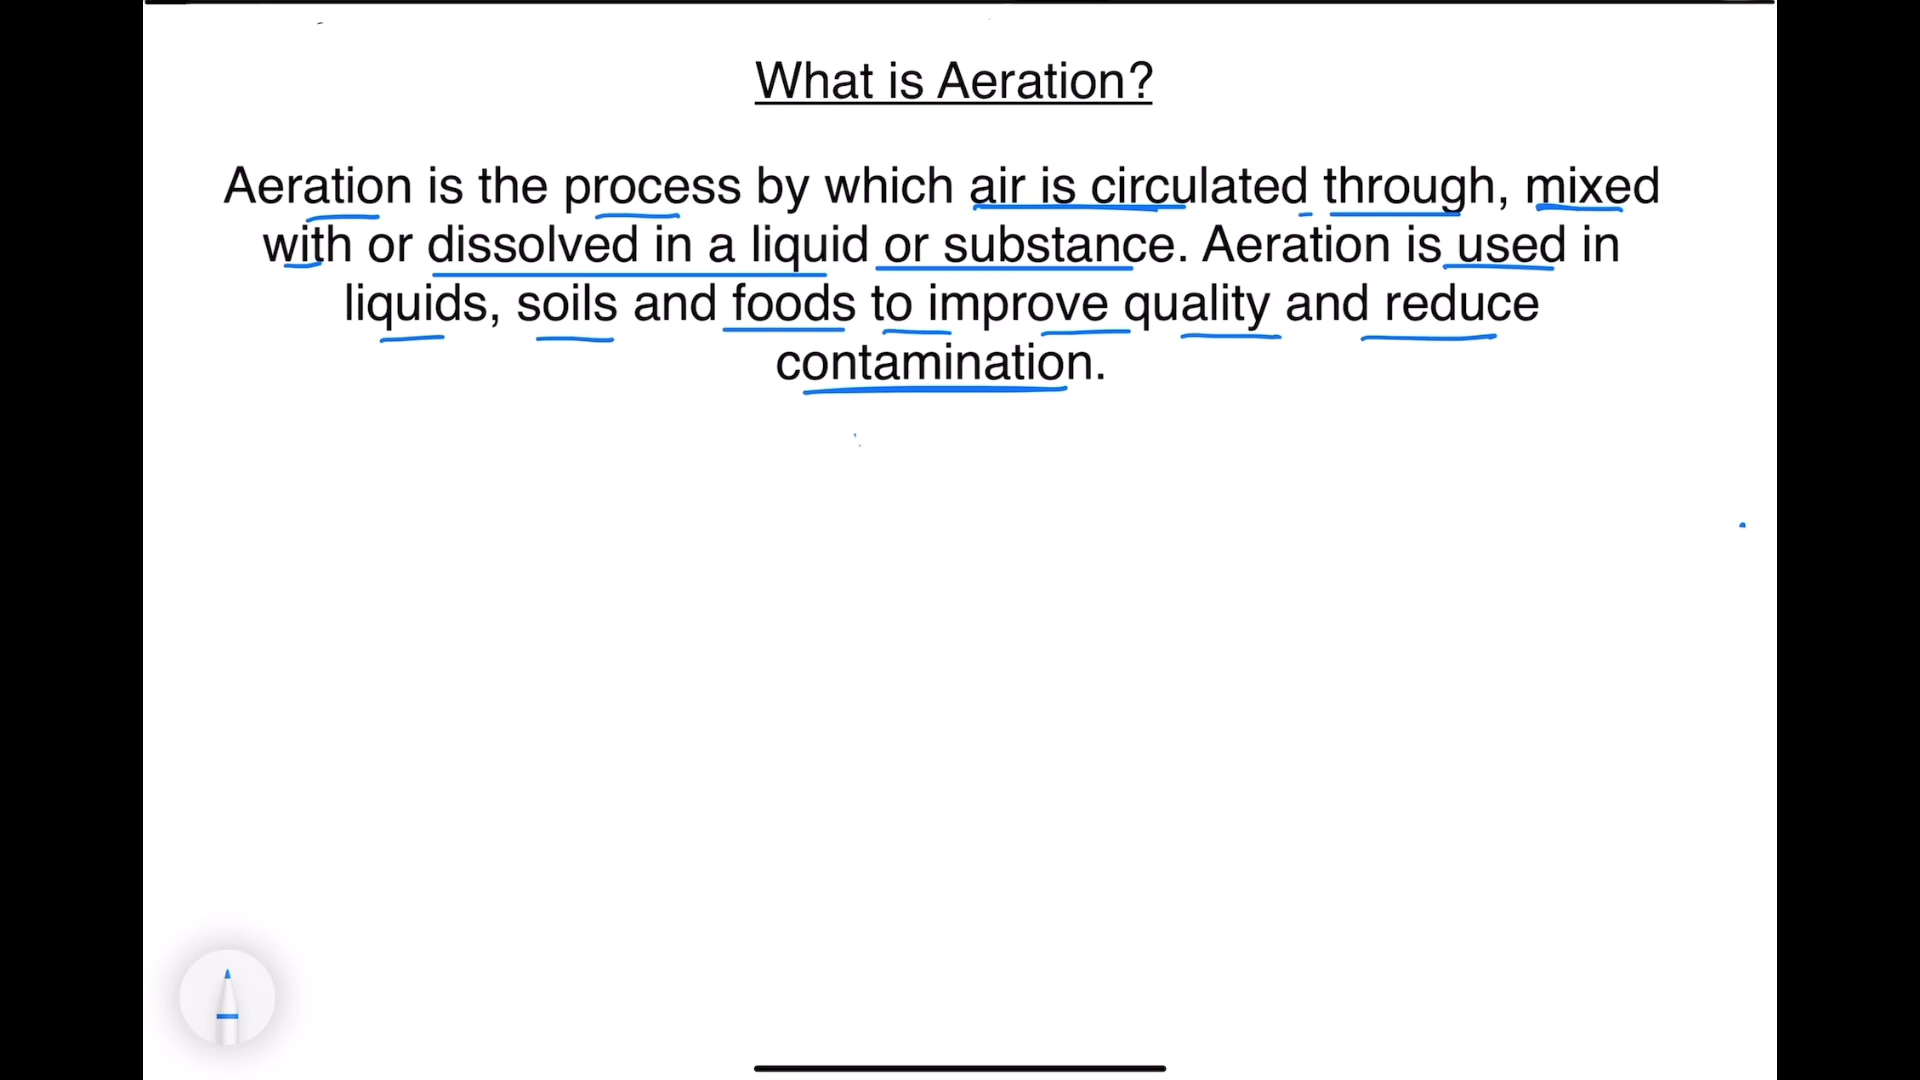 What is Aeration?
Aeration is the process by which air is circulated through, mixed
with or dissolved in a liquid or substance. Aeration is used in
liquids, soils and foods to improve quality and reduce
contamination.